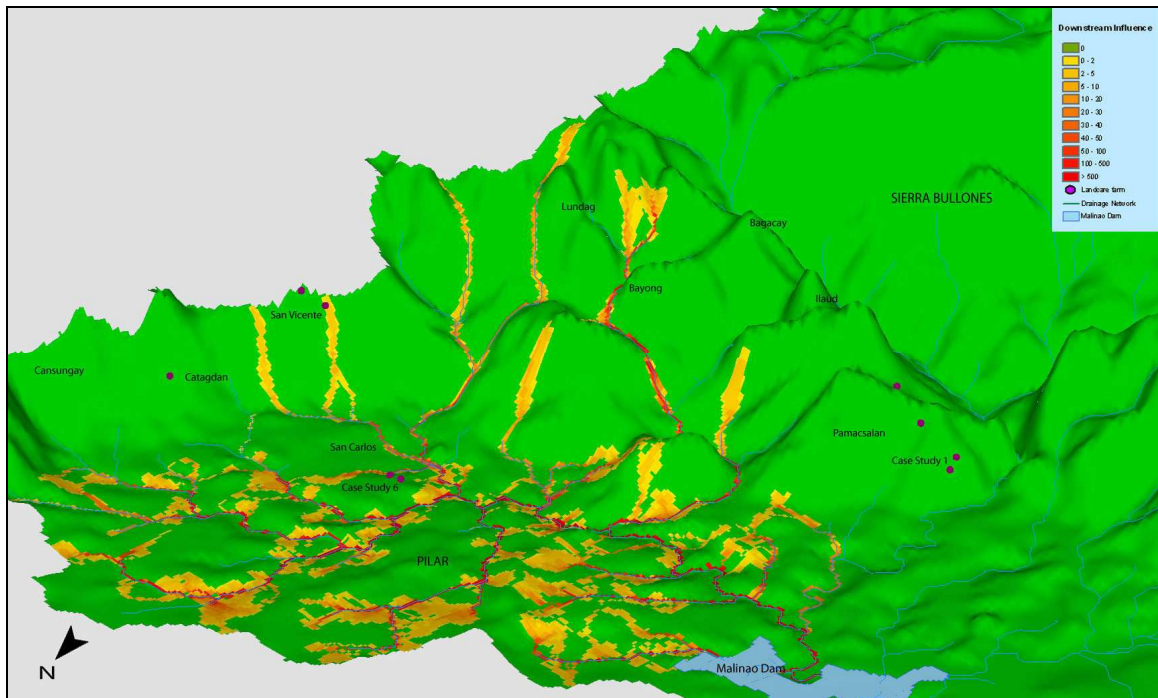 Downstream Influence
0
0 - 2
2 - 5
5 - 10
10 - 20
20 - 30
30 - 40
40 - 50
50 - 100
100 - 500
> 500
Landcare farm
Drainage Network
Malinao Dam
SIERRA BULLONES
Lundag
Bagacay
Bayong
Ilaud
San Vicente
Cansungay
Catagdan
Pamacsalan
San Carlos
Case Study 1
Case Study 6
PILAR
Malinao Dam
N